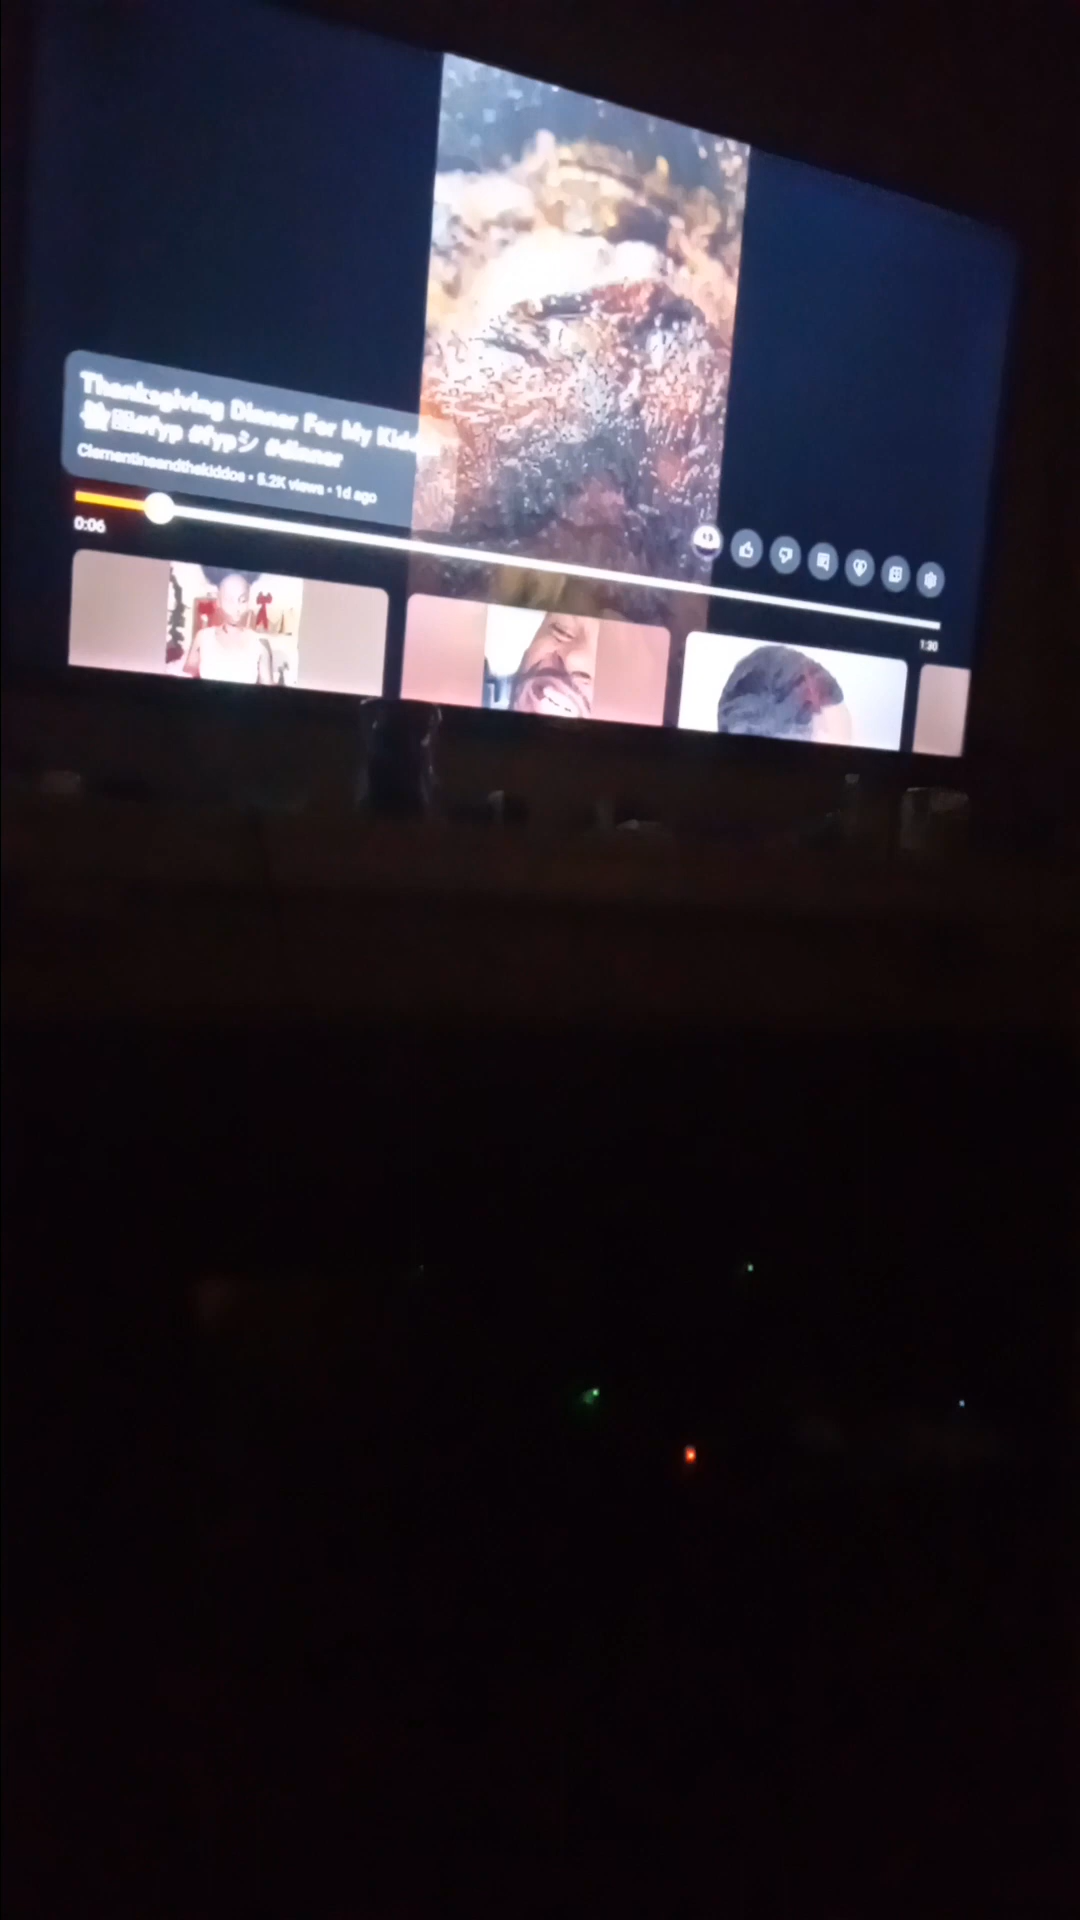 Thanksgiving Dinner For My Kiddos
#fyp #fypシ #dinner
Clementineandthekiddos • 5.2K views • 1d ago
0:06
1:30